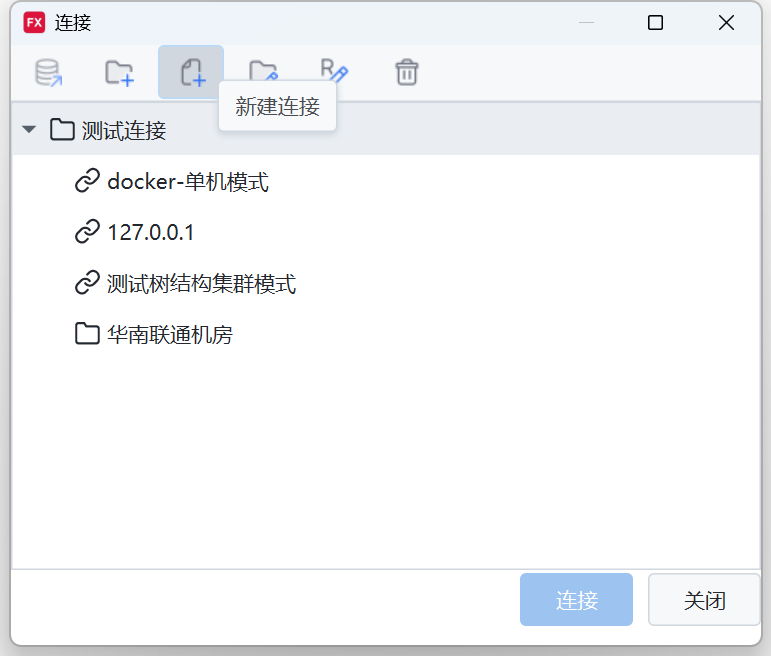 FX 连接
R
新建连接
测试连接
docker-单机模式
127.0.0.1
测试树结构集群模式
华南联通机房
连接 关闭